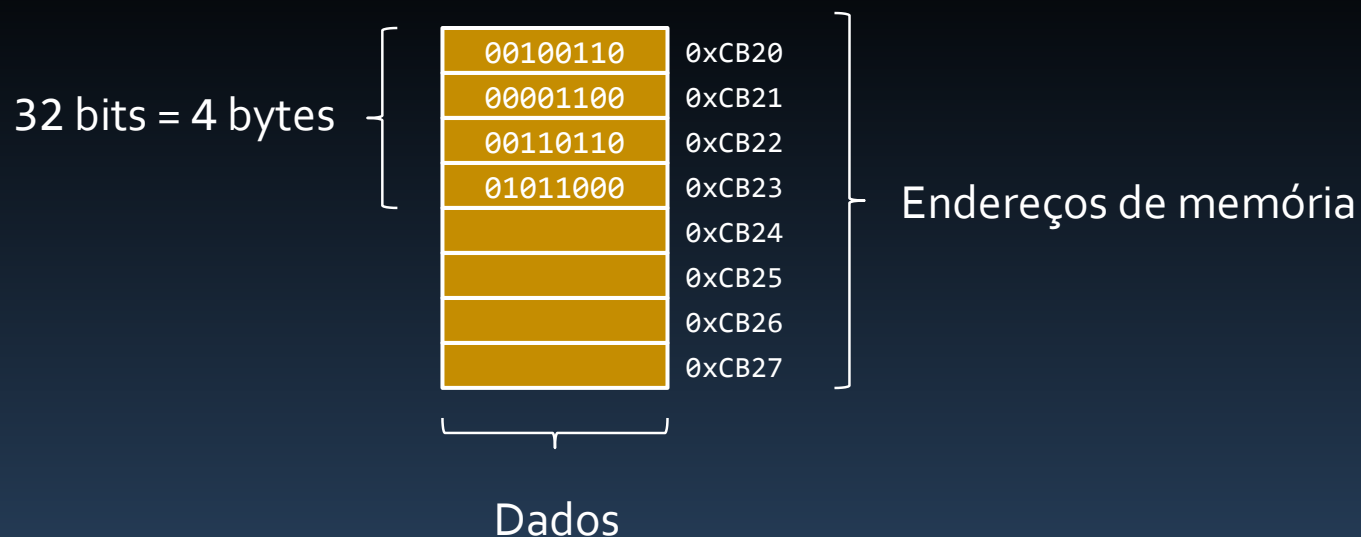 32 bits = 4 bytes
00100110 0xCB20
00001100 0xCB21
00110110 0xCB22
01011000 0xCB23
0xCB24
0xCB25
0xCB26
0xCB27
Endereços de memória
Dados